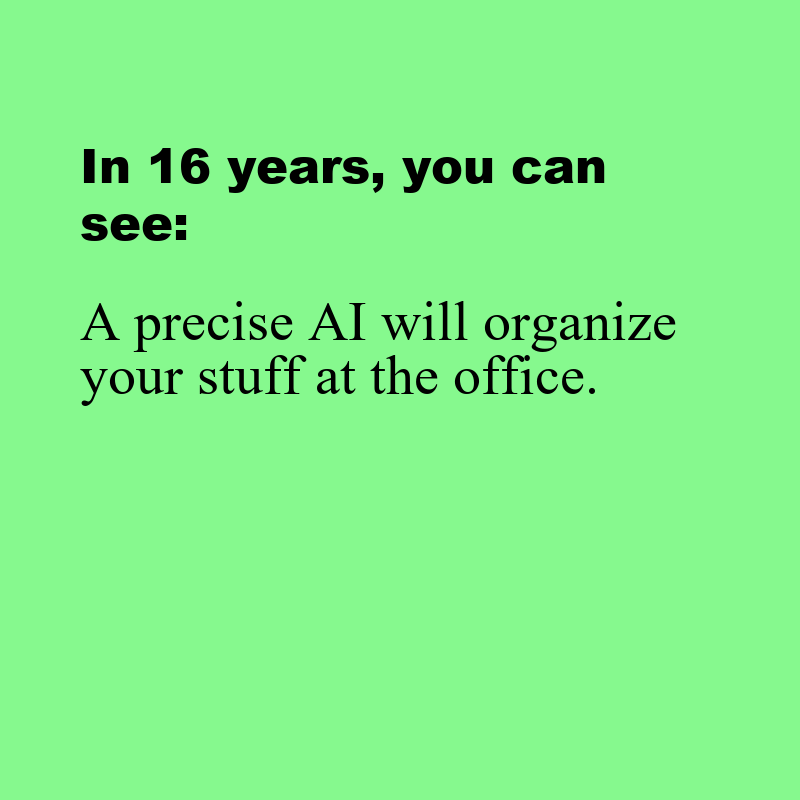 In 16 years, you can
see:
A precise AI will organize
your stuff at the office.